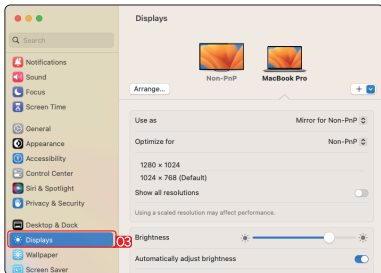 Displays
Search
Notifications
Sound
Focus
Screen Time
General
Appearance
Accessibility
Control Center
Siri & Spotlight
Privacy & Security
Desktop & Dock
Displays
03
Wallpaper
Screen Saver
Non-PnP
MacBook Pro
Arrange...
+
Use as Mirror for Non-PnP
Optimize for Non-PnP
1280 × 1024
1024 × 768 (Default)
Show all resolutions
Using a scaled resolution may affect performance.
Brightness
Automatically adjust brightness